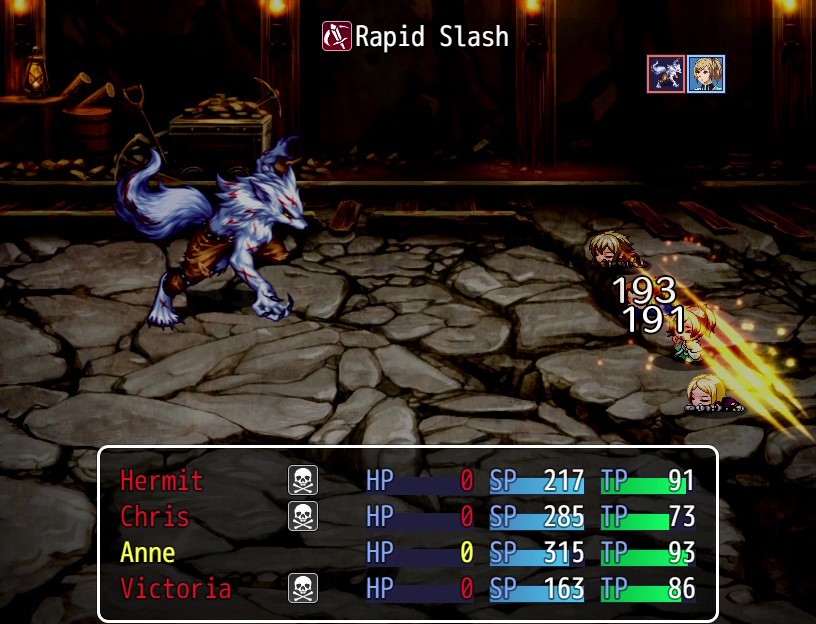 Rapid Slash
193
191
Hermit HP 0 SP 217 TP 91
Chris HP 0 SP 285 TP 73
Anne HP 0 SP 315 TP 93
Victoria HP 0 SP 163 TP 86